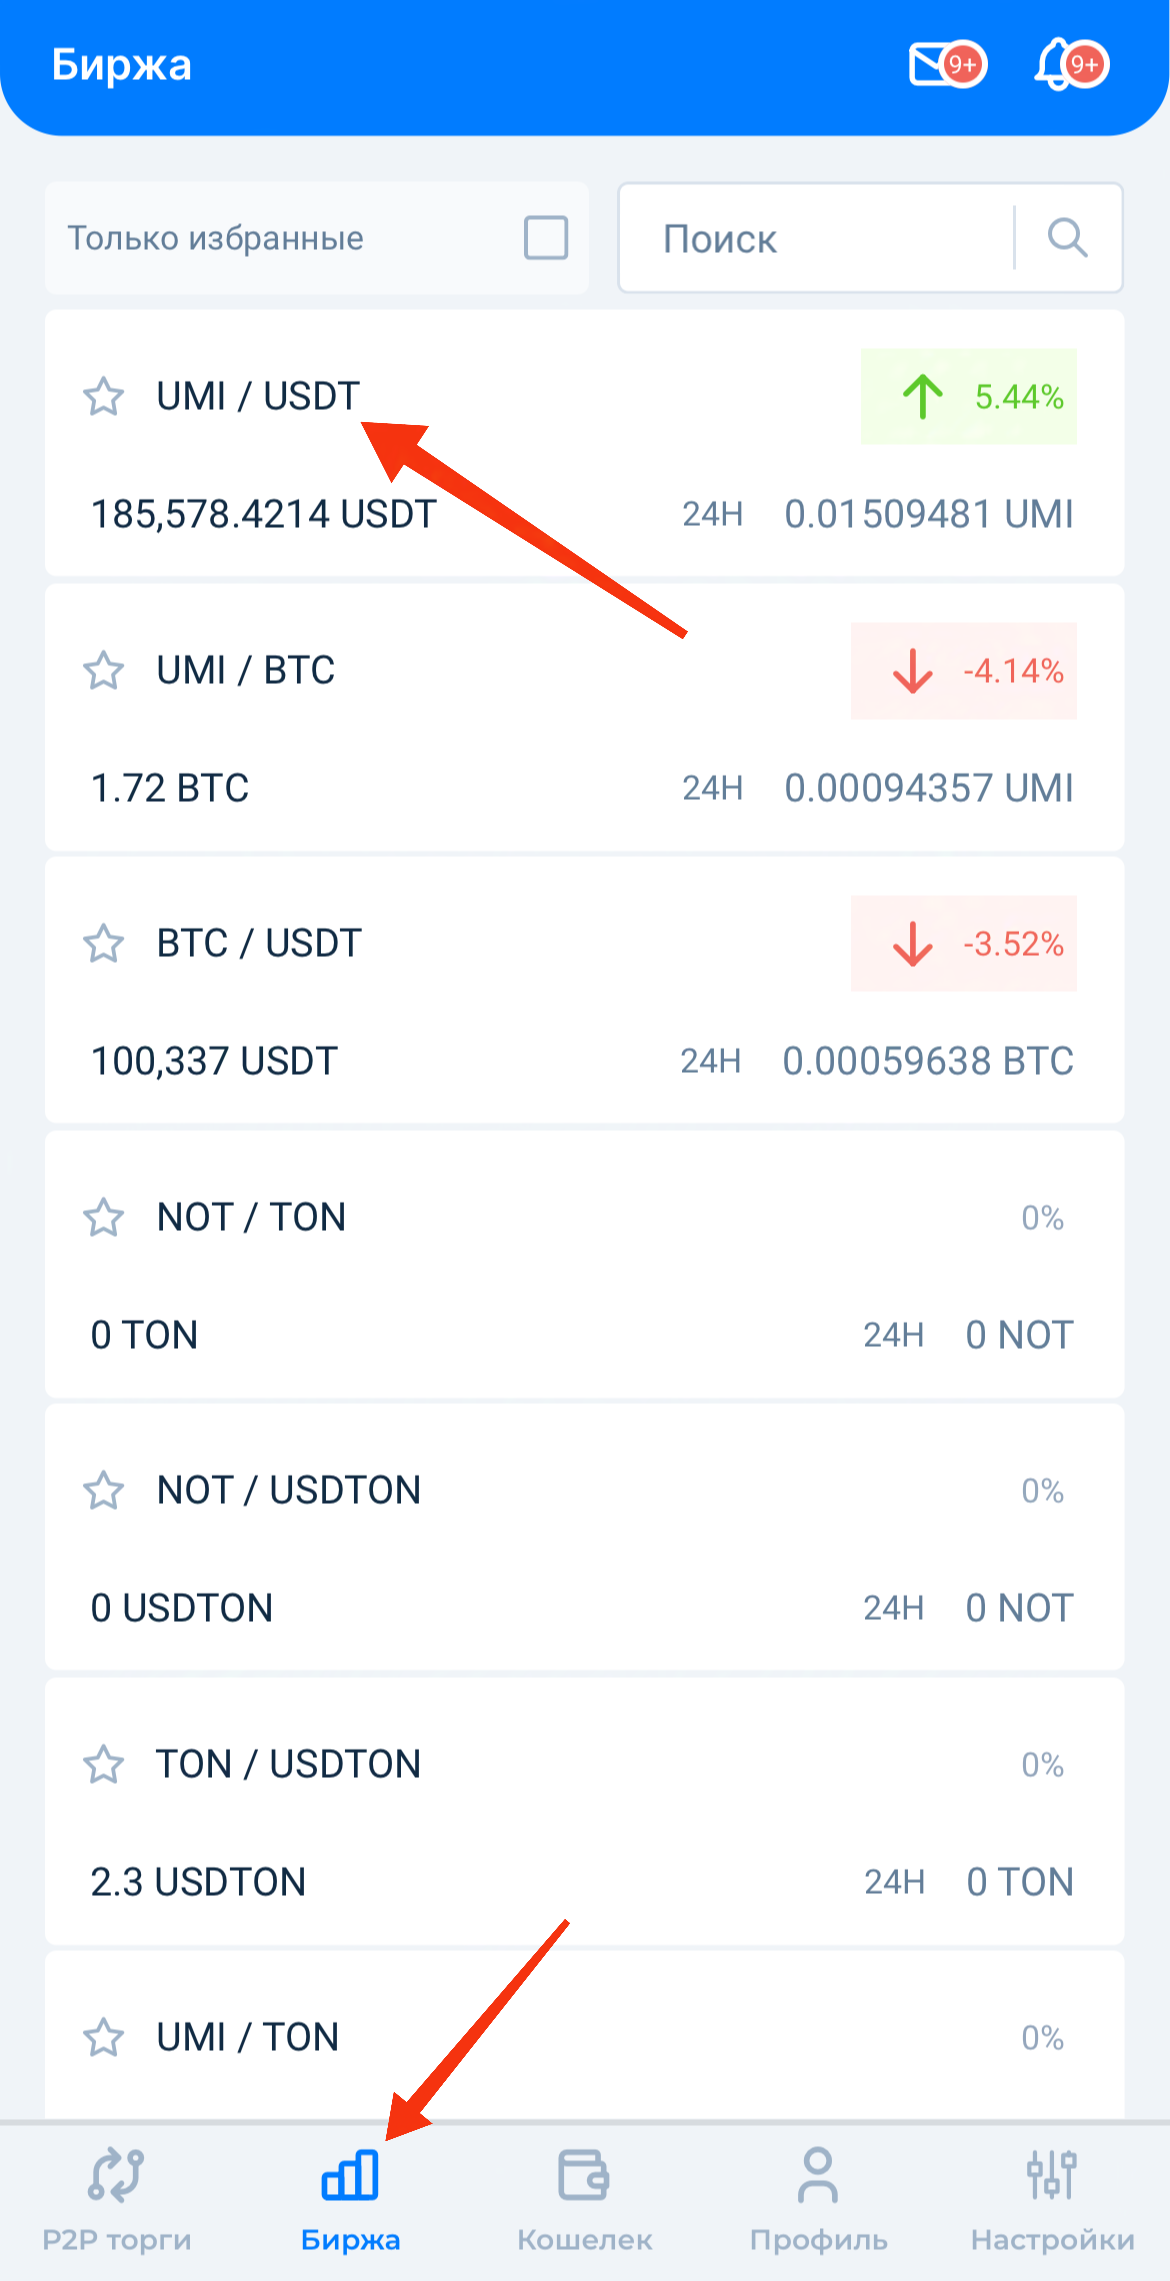 Биржа
9+
9+
Только избранные
Поиск
UMI / USDT
5.44%
185,578.4214 USDT
24H
0.01509481 UMI
UMI / BTC
-4.14%
1.72 BTC
24H
0.00094357 UMI
BTC / USDT
-3.52%
100,337 USDT
24H
0.00059638 BTC
NOT / TON
0%
0 TON
24H
0 NOT
NOT / USDTON
0%
0 USDTON
24H
0 NOT
TON / USDTON
0%
2.3 USDTON
24H
0 TON
UMI / TON
0%
P2P торги
Биржа
Кошелек
Профиль
Настройки